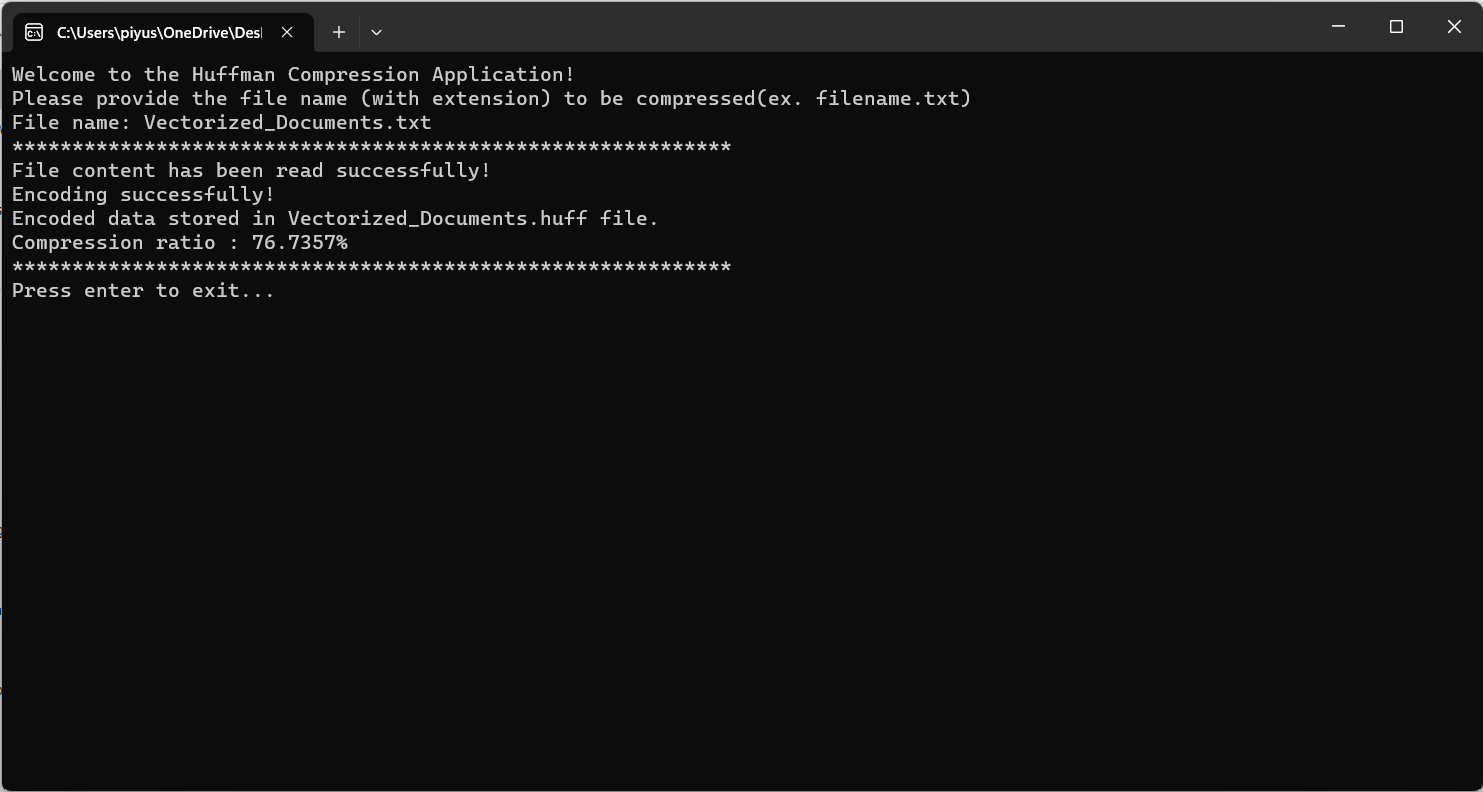 C:\Users\piyus\OneDrive\Des
Welcome to the Huffman Compression Application!
Please provide the file name (with extension) to be compressed(ex. filename.txt)
File name: Vectorized_Documents.txt
************************************************************
File content has been read successfully!
Encoding successfully!
Encoded data stored in Vectorized_Documents.huff file.
Compression ratio : 76.7357%
************************************************************
Press enter to exit...